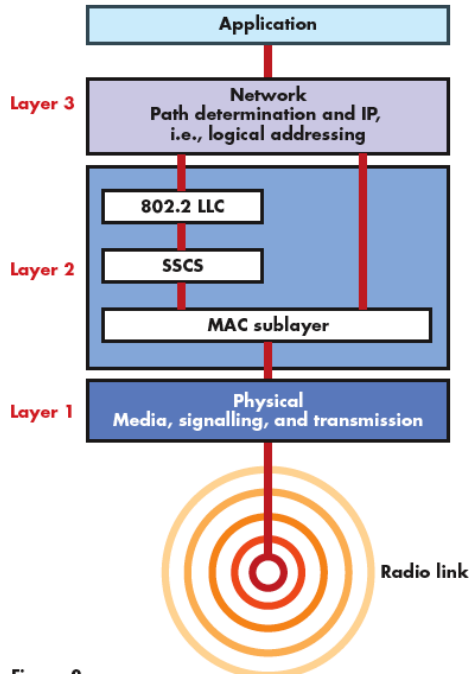 Application
Layer 3
Network
Path determination and IP,
i.e., logical addressing
802.2 LLC
Layer 2
SSCS
MAC sublayer
Layer 1
Physical
Media, signalling, and transmission
Radio link